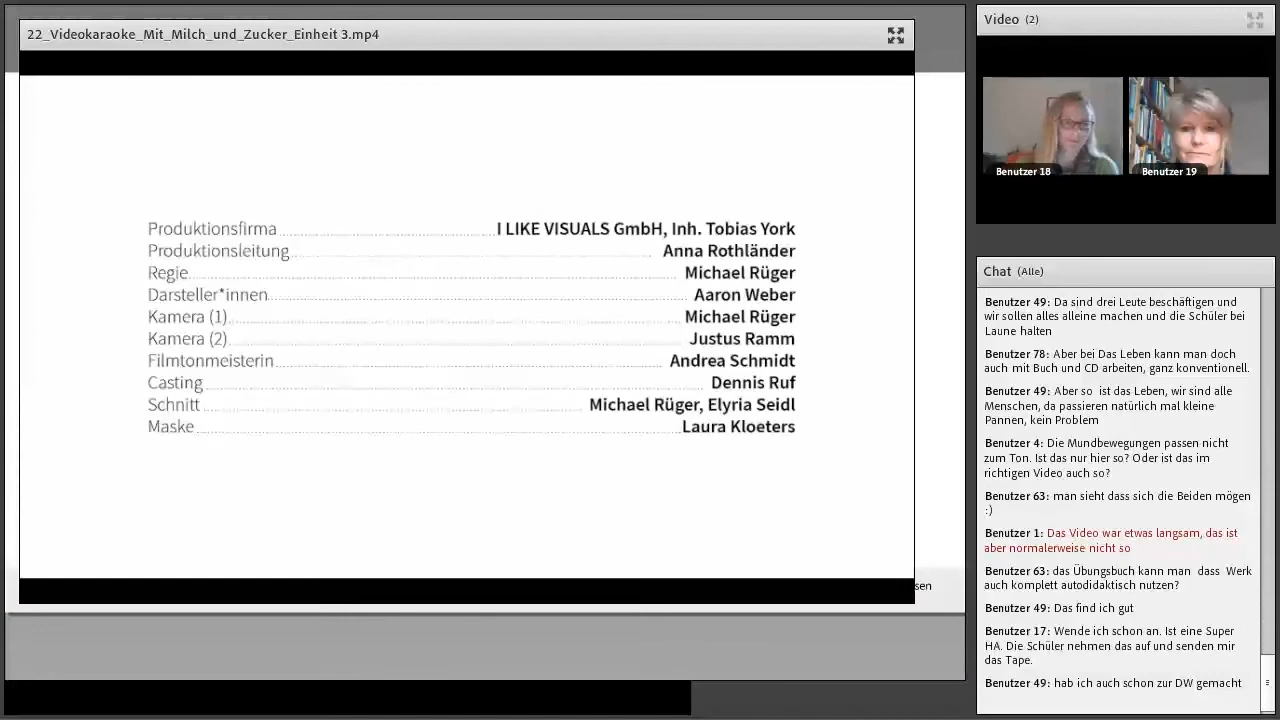 22_Videokaraoke_Mit_Milch_und_Zucker_Einheit 3.mp4
Produktionsfirma I LIKE VISUALS GmbH, Inh. Tobias York
Produktionsleitung Anna Rothländer
Regie Michael Rüger
Darsteller*innen Aaron Weber
Kamera (1) Michael Rüger
Kamera (2) Justus Ramm
Filmtonmeisterin Andrea Schmidt
Casting Dennis Ruf
Schnitt Michael Rüger, Elyria Seidl
Maske Laura Kloeters
sen
Video (2)
Benutzer 18
Benutzer 19
Chat (Alle)
Benutzer 49: Da sind drei Leute beschäftigen und
wir sollen alles alleine machen und die Schüler bei
Laune halten
Benutzer 78: Aber bei Das Leben kann man doch
auch mit Buch und CD arbeiten, ganz konventionell.
Benutzer 49: Aber so ist das Leben, wir sind alle
Menschen, da passieren natürlich mal kleine
Pannen, kein Problem
Benutzer 4: Die Mundbewegungen passen nicht
zum Ton. Ist das nur hier so? Oder ist das im
richtigen Video auch so?
Benutzer 63: man sieht dass sich die Beiden mögen
:)
Benutzer 1: Das Video war etwas langsam, das ist
aber normalerweise nicht so
Benutzer 63: das Übungsbuch kann man dass Werk
auch komplett autodidaktisch nutzen?
Benutzer 49: Das find ich gut
Benutzer 17: Wende ich schon an. Ist eine Super
HA. Die Schüler nehmen das auf und senden mir
das Tape.
Benutzer 49: hab ich auch schon zur DW gemacht